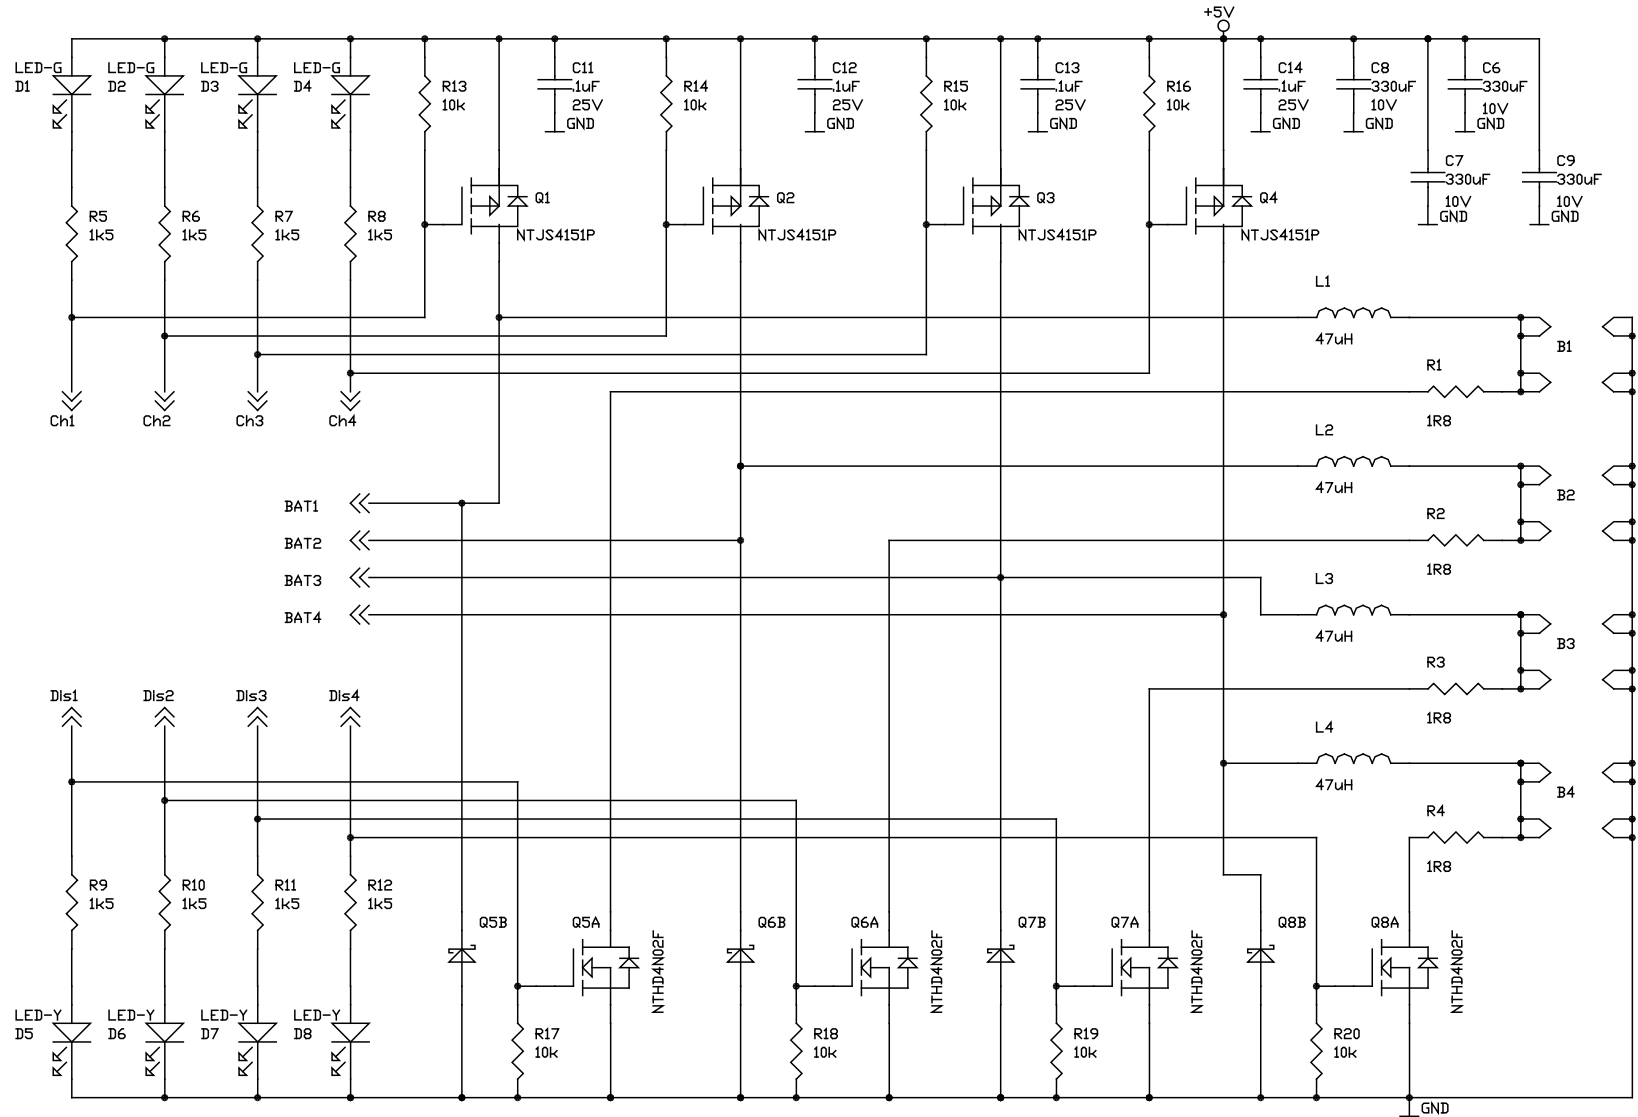 +5V
LED-G
D1
LED-G
D2
LED-G
D3
LED-G
D4
R13
10k
C11
.1uF
25V
GND
R14
10k
C12
.1uF
25V
GND
R15
10k
C13
.1uF
25V
GND
R16
10k
C14
.1uF
25V
GND
C8
330uF
10V
GND
C6
330uF
10V
GND
C7
330uF
10V
GND
C9
330uF
10V
GND
R5
1k5
R6
1k5
R7
1k5
R8
1k5
Q1
NTJS4151P
Q2
NTJS4151P
Q3
NTJS4151P
Q4
NTJS4151P
L1
47uH
B1
R1
1R8
Ch1
Ch2
Ch3
Ch4
L2
47uH
B2
R2
1R8
BAT1
BAT2
BAT3
BAT4
L3
47uH
B3
R3
1R8
Dis1
Dis2
Dis3
Dis4
L4
47uH
B4
R4
1R8
R9
1k5
R10
1k5
R11
1k5
R12
1k5
Q5B
Q5A
NTHD4N02F
Q6B
Q6A
NTHD4N02F
Q7B
Q7A
NTHD4N02F
Q8B
Q8A
NTHD4N02F
LED-Y
D5
LED-Y
D6
LED-Y
D7
LED-Y
D8
R17
10k
R18
10k
R19
10k
R20
10k
GND